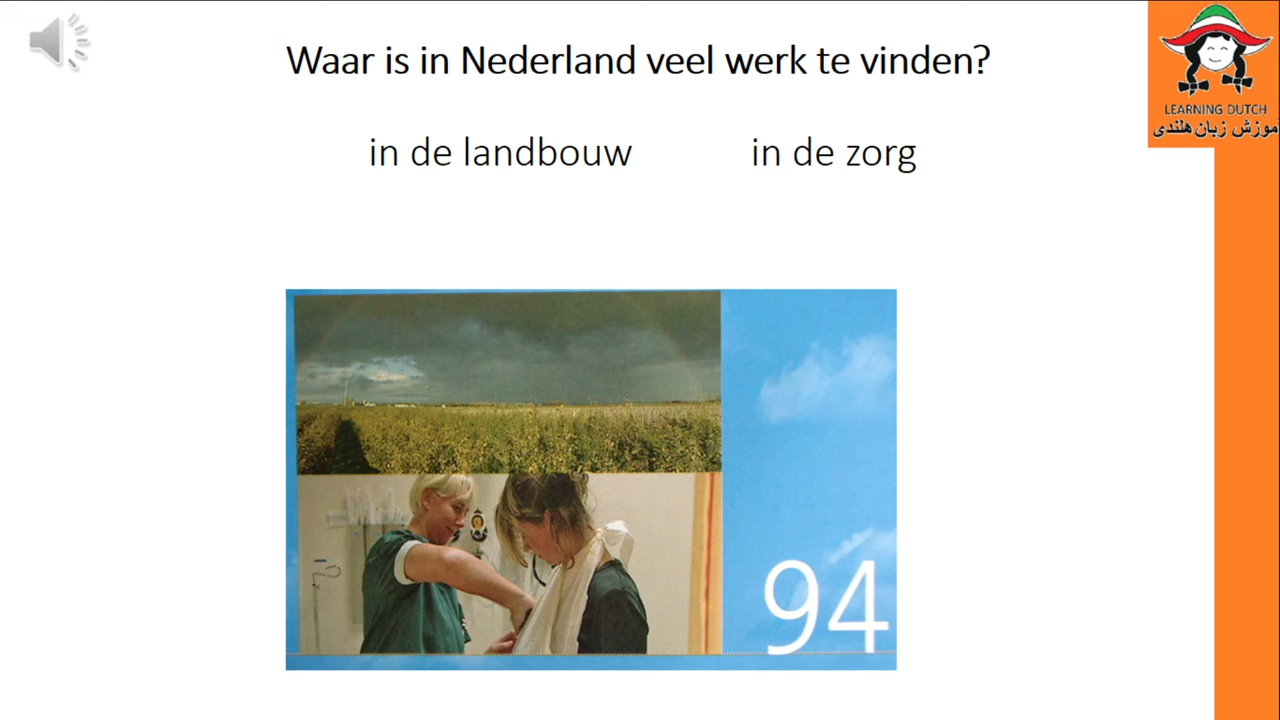 Waar is in Nederland veel werk te vinden?
in de landbouw in de zorg
LEARNING DUTCH
آموزش زبان هلندی
94